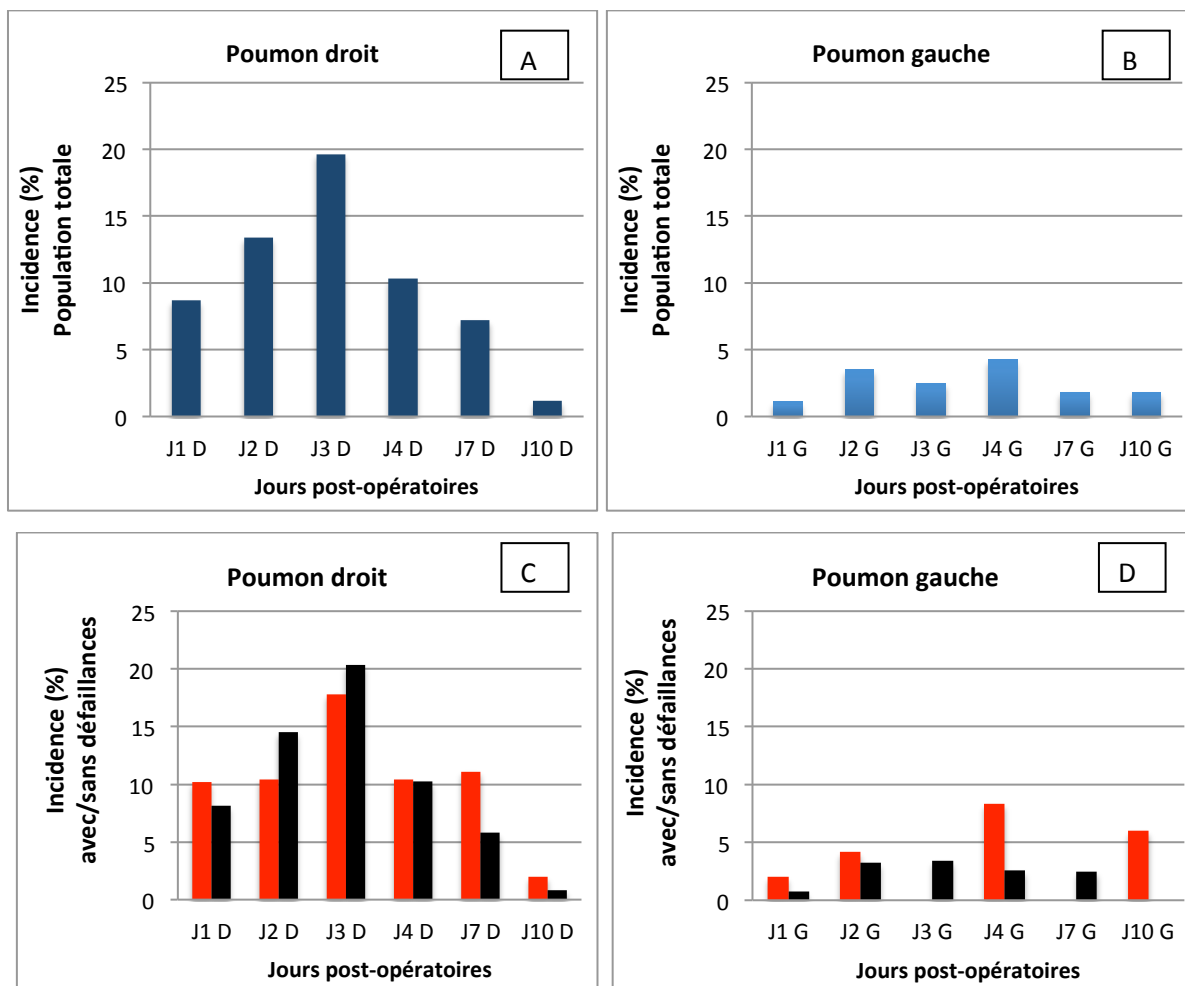 Poumon droit
A
Incidence (%)
Population totale
25
20
15
10
5
0
J1 D J2 D J3 D J4 D J7 D J10 D
Jours post-opératoires
Poumon gauche
B
Incidence (%)
Population totale
25
20
15
10
5
0
J1 G J2 G J3 G J4 G J7 G J10 G
Jours post-opératoires
Poumon droit
C
Incidence (%)
avec/sans défaillances
25
20
15
10
5
0
J1 D J2 D J3 D J4 D J7 D J10 D
Jours post-opératoires
Poumon gauche
D
Incidence (%)
avec/sans défaillances
25
20
15
10
5
0
J1 G J2 G J3 G J4 G J7 G J10 G
Jours post-opératoires